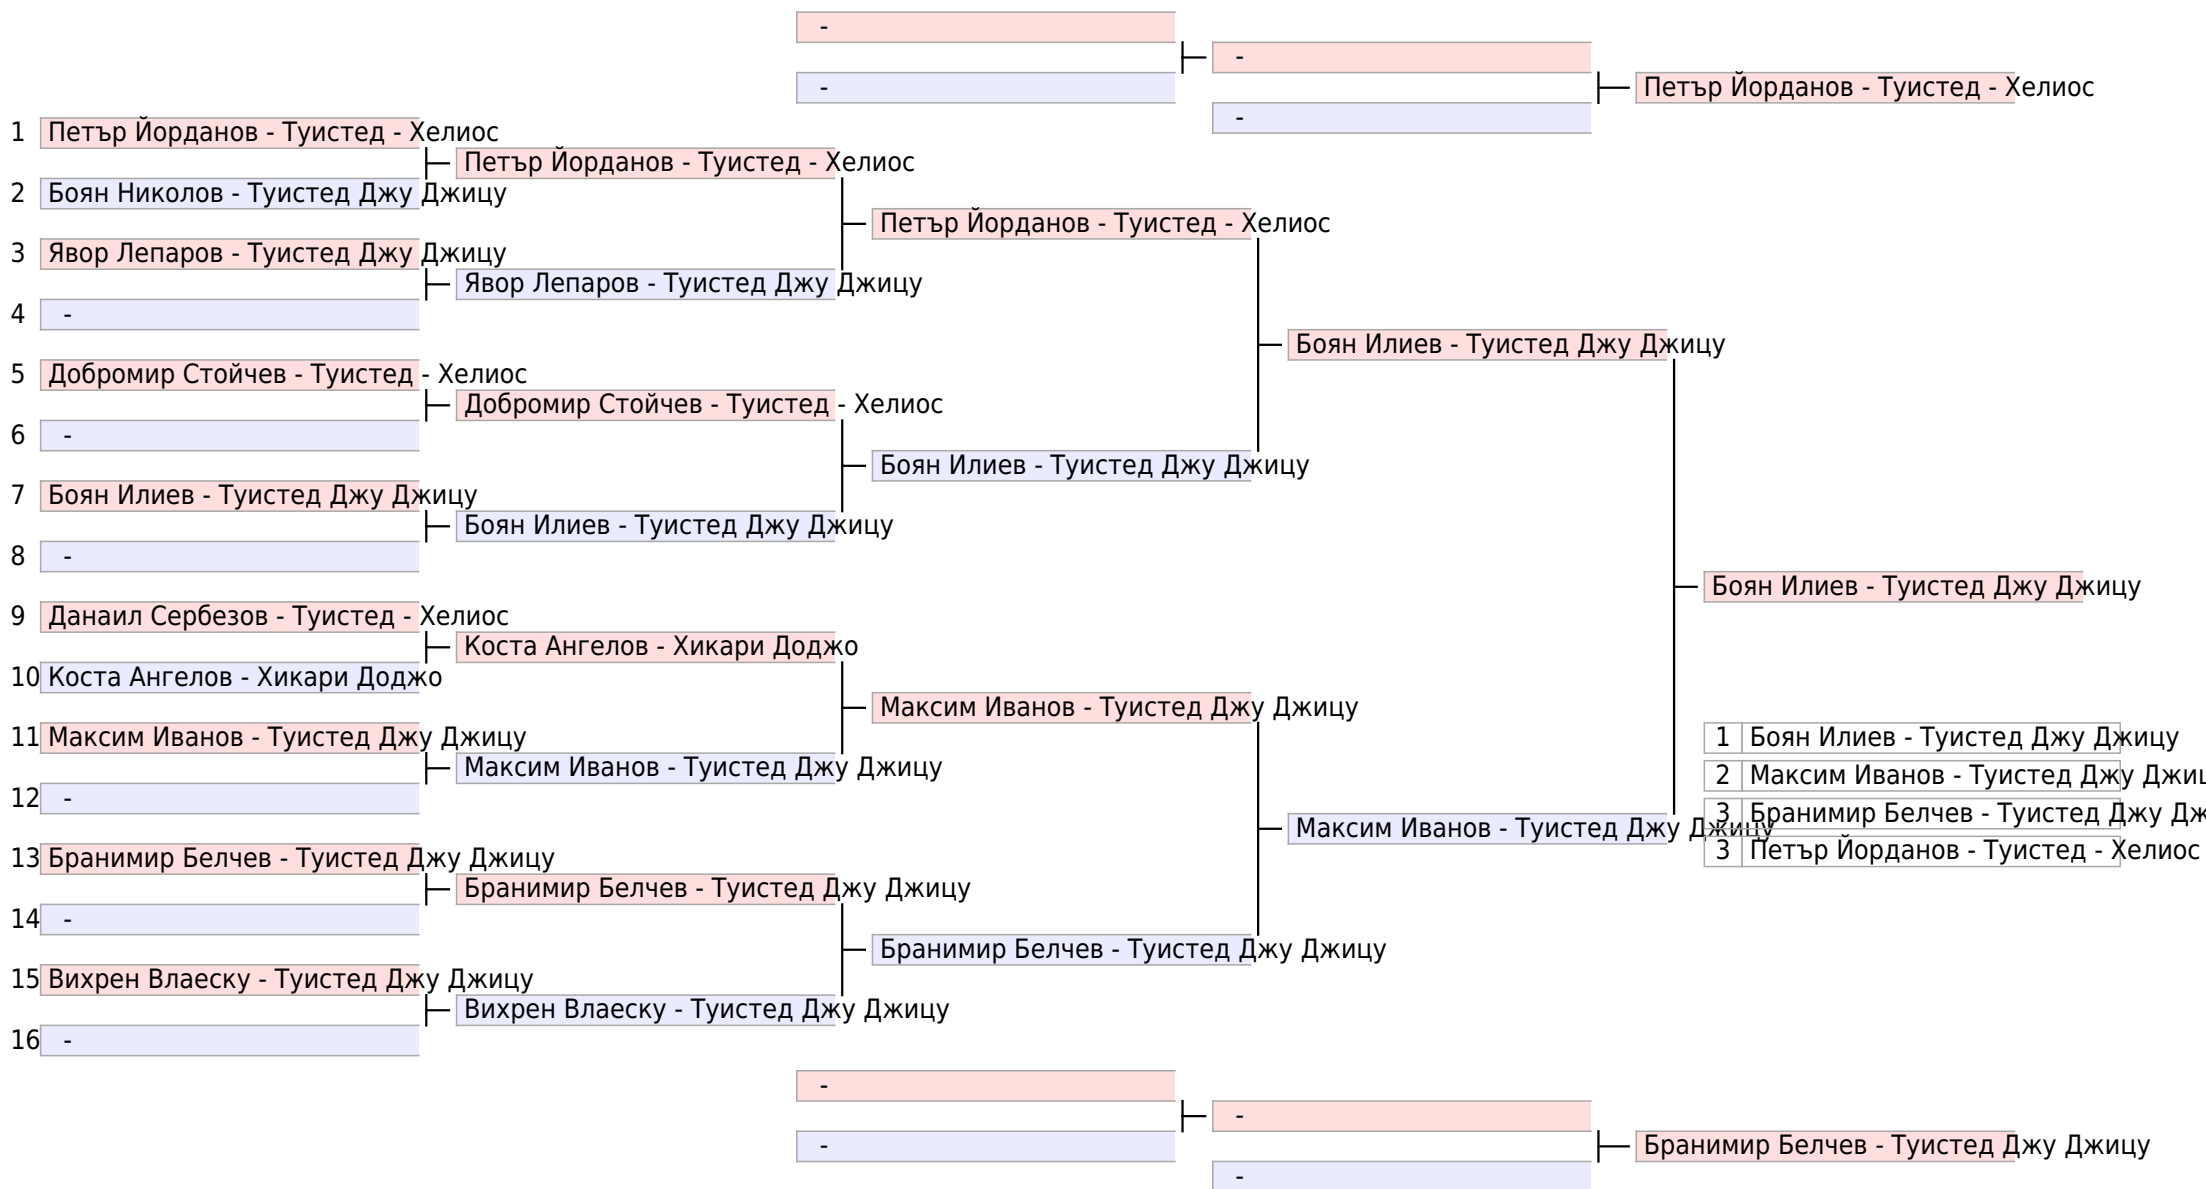 -
-
-
-
Петър Йорданов - Туистед - Хелиос
1 Петър Йорданов - Туистед - Хелиос
Петър Йорданов - Туистед - Хелиос
2 Боян Николов - Туистед Джу Джицу
Петър Йорданов - Туистед - Хелиос
3 Явор Лепаров - Туистед Джу Джицу
Явор Лепаров - Туистед Джу Джицу
4 -
Боян Илиев - Туистед Джу Джицу
5 Добромир Стойчев - Туистед - Хелиос
Добромир Стойчев - Туистед - Хелиос
6 -
Боян Илиев - Туистед Джу Джицу
7 Боян Илиев - Туистед Джу Джицу
Боян Илиев - Туистед Джу Джицу
8 -
Боян Илиев - Туистед Джу Джицу
9 Данаил Сербезов - Туистед - Хелиос
Коста Ангелов - Хикари Доджо
10 Коста Ангелов - Хикари Доджо
Максим Иванов - Туистед Джу Джицу
11 Максим Иванов - Туистед Джу Джицу
Максим Иванов - Туистед Джу Джицу
12 -
Максим Иванов - Туистед Джу Джицу
1 Боян Илиев - Туистед Джу Джицу
2 Максим Иванов - Туистед Джу
3 Бранимир Белчев - Туистед Джу
3 Петър Йорданов - Туистед - Хелиос
13 Бранимир Белчев - Туистед Джу Джицу
Бранимир Белчев - Туистед Джу Джицу
14 -
Бранимир Белчев - Туистед Джу Джицу
15 Вихрен Влаеску - Туистед Джу Джицу
Вихрен Влаеску - Туистед Джу Джицу
16 -
-
-
-
-
Бранимир Белчев - Туистед Джу Джицу